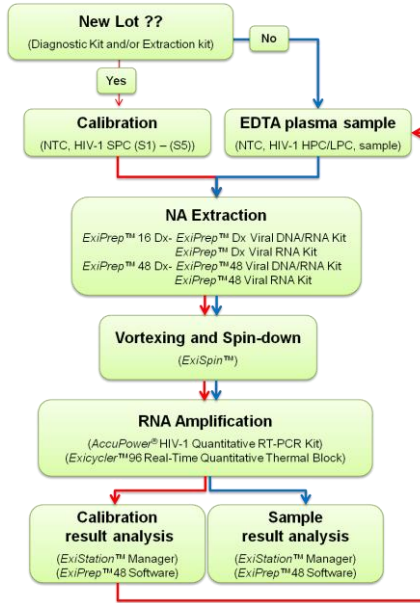 New Lot ??
(Diagnostic Kit and/or Extraction kit)
No
Yes
Calibration
(NTC, HIV-1 SPC (S1) – (S5))
EDTA plasma sample
(NTC, HIV-1 HPC/LPC, sample)
NA Extraction
ExiPrep™ 16 Dx- ExiPrep™ Dx Viral DNA/RNA Kit
ExiPrep™ Dx Viral RNA Kit
ExiPrep™ 48 Dx- ExiPrep™48 Viral DNA/RNA Kit
ExiPrep™48 Viral RNA Kit
Vortexing and Spin-down
(ExiSpin™)
RNA Amplification
(AccuPower® HIV-1 Quantitative RT-PCR Kit)
(Exicycler™96 Real-Time Quantitative Thermal Block)
Calibration
result analysis
(ExiStation™ Manager)
(ExiPrep™48 Software)
Sample
result analysis
(ExiStation™ Manager)
(ExiPrep™48 Software)